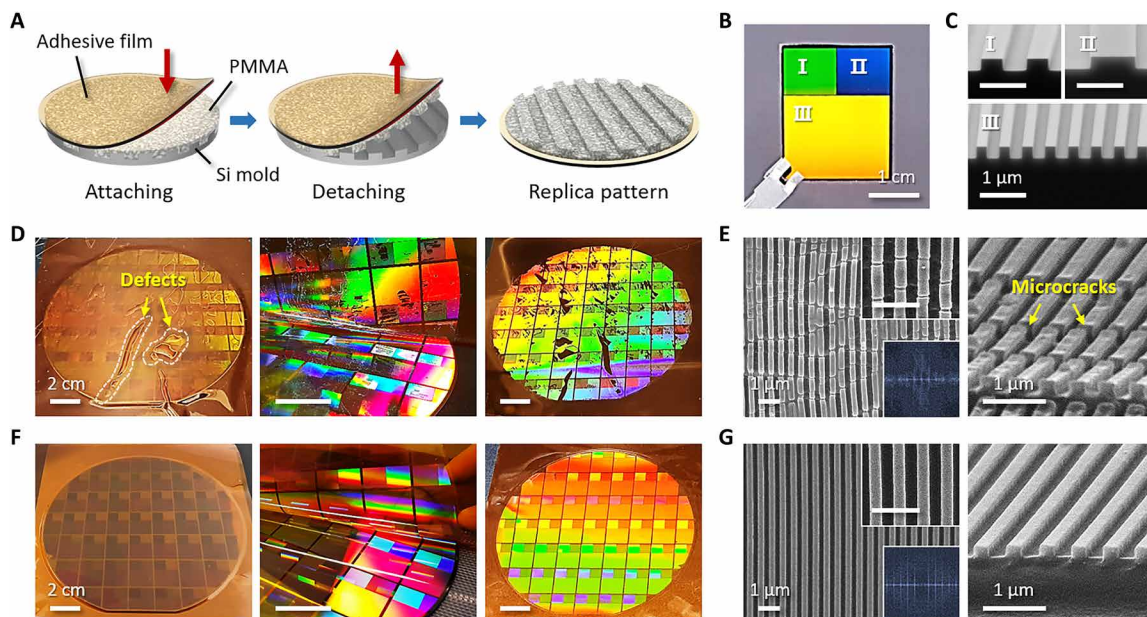 A
Adhesive film
PMMA
Si mold
Attaching
Detaching
Replica pattern
B
I
II
III
1 cm
C
I
II
III
1 μm
D
Defects
2 cm
E
Microcracks
1 μm
1 μm
F
2 cm
G
1 μm
1 μm